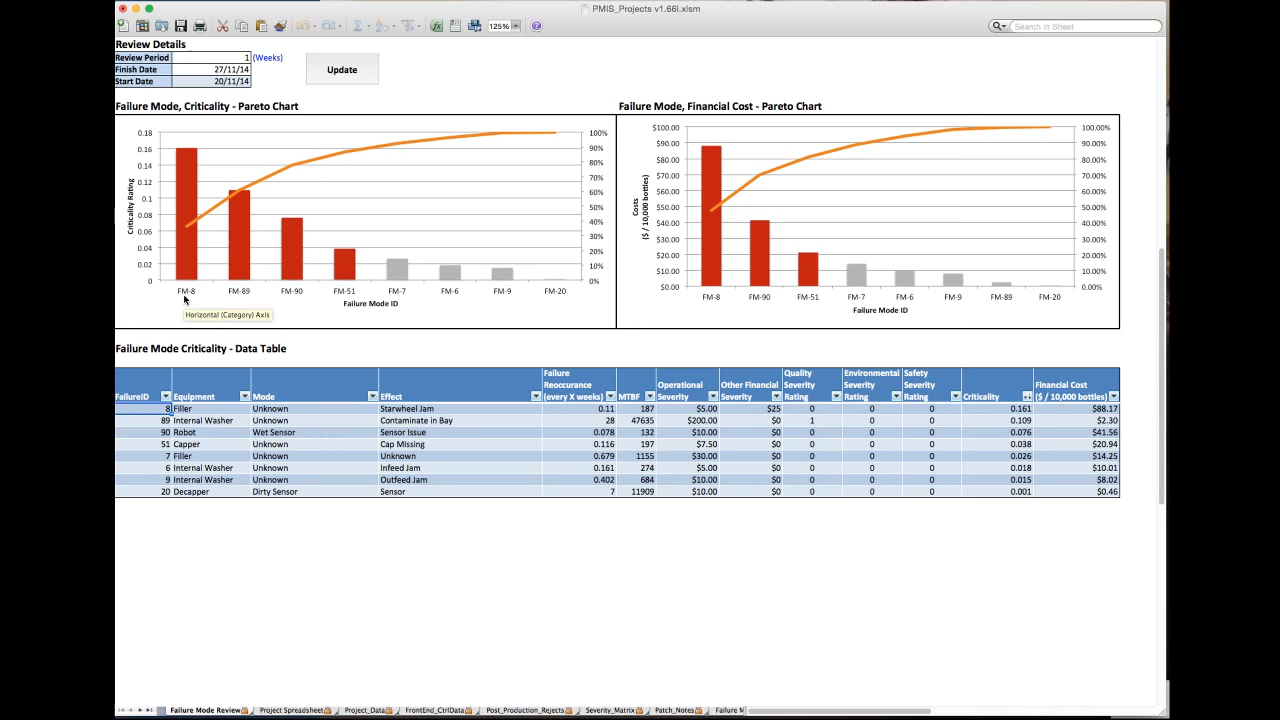 PMIS_Projects v1.66l.xlsm
125%
Search in Sheet
Review Details
Review Period 1 (Weeks)
Finish Date 27/11/14
Start Date 20/11/14
Update
Failure Mode, Criticality - Pareto Chart
Criticality Rating
0.18
0.16
0.14
0.12
0.1
0.08
0.06
0.04
0.02
0
100%
90%
80%
70%
60%
50%
40%
30%
20%
10%
0%
FM-8 FM-89 FM-90 FM-51 FM-7 FM-6 FM-9 FM-20
Failure Mode ID
Horizontal (Category) Axis
Failure Mode, Financial Cost - Pareto Chart
Costs
($ / 10,000 bottles)
$100.00
$90.00
$80.00
$70.00
$60.00
$50.00
$40.00
$30.00
$20.00
$10.00
$0.00
100.00%
90.00%
80.00%
70.00%
60.00%
50.00%
40.00%
30.00%
20.00%
10.00%
0.00%
FM-8 FM-90 FM-51 FM-7 FM-6 FM-9 FM-89 FM-20
Failure Mode ID
Failure Mode Criticality - Data Table
FailureID Equipment Mode Effect Failure Reoccurance (every X weeks) MTBF Operational Severity Other Financial Severity Quality Severity Rating Environmental Severity Rating Safety Severity Rating Criticality Financial Cost ($ / 10,000 bottles)
8 Filler Unknown Starwheel Jam 0.11 187 $5.00 $25 0 0 0 0.161 $88.17
89 Internal Washer Unknown Contaminate in Bay 28 47635 $200.00 $0 1 0 0 0.109 $2.30
90 Robot Wet Sensor Sensor Issue 0.078 132 $10.00 $0 0 0 0 0.076 $41.56
51 Capper Unknown Cap MIssing 0.116 197 $7.50 $0 0 0 0 0.038 $20.94
7 Filler Unknown Unknown 0.679 1155 $30.00 $0 0 0 0 0.026 $14.25
6 Internal Washer Unknown Infeed Jam 0.161 274 $5.00 $0 0 0 0 0.018 $10.01
9 Internal Washer Unknown Outfeed Jam 0.402 684 $10.00 $0 0 0 0 0.015 $8.02
20 Decapper Dirty Sensor Sensor 7 11909 $10.00 $0 0 0 0 0.001 $0.46
Failure Mode Review Project Spreadsheet Project_Data FrontEnd_CtrlData Post_Production_Rejects Severity_Matrix Patch_Notes Failure M